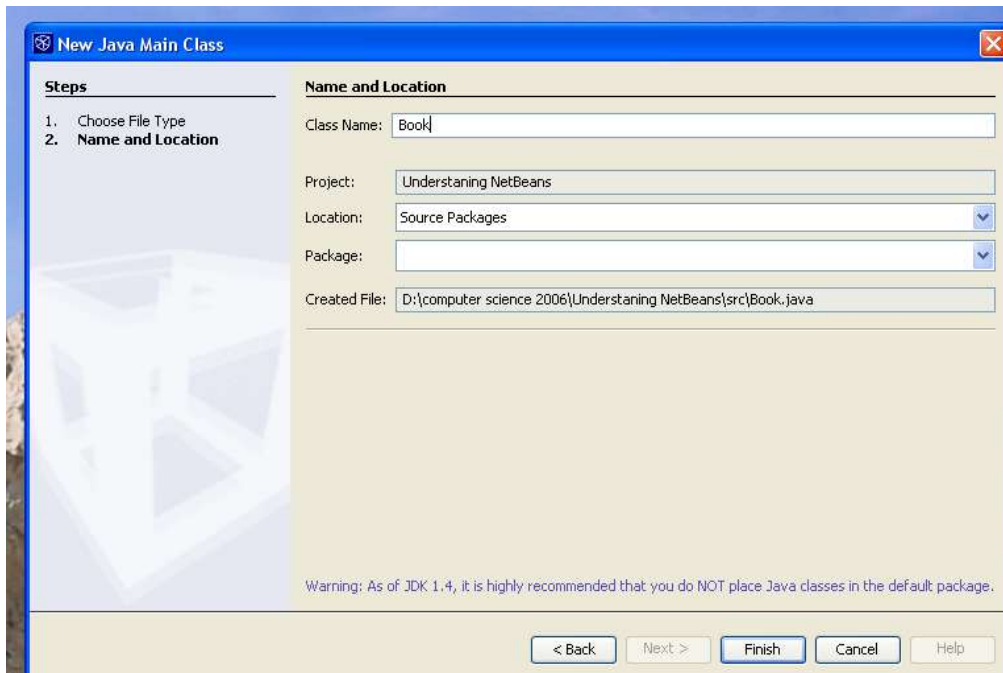 New Java Main Class
Steps
1. Choose File Type
2. Name and Location
Name and Location
Class Name: Book
Project: Understaning NetBeans
Location: Source Packages
Package:
Created File: D:\computer science 2006\Understaning NetBeans\src\Book.java
Warning: As of JDK 1.4, it is highly recommended that you do NOT place Java classes in the default package.
< Back Next > Finish Cancel Help